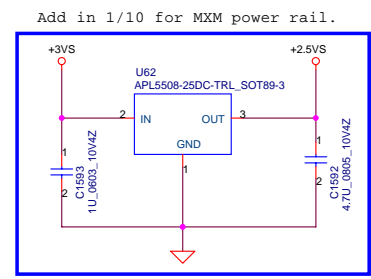 Add in 1/10 for MXM power rail.
+3VS
+2.5VS
U62
APL5508-25DC-TRL_SOT89-3
2
IN
OUT
3
GND
1
1
2
C1593
1U_0603_10V4Z
1
2
C1592
4.7U_0805_10V4Z